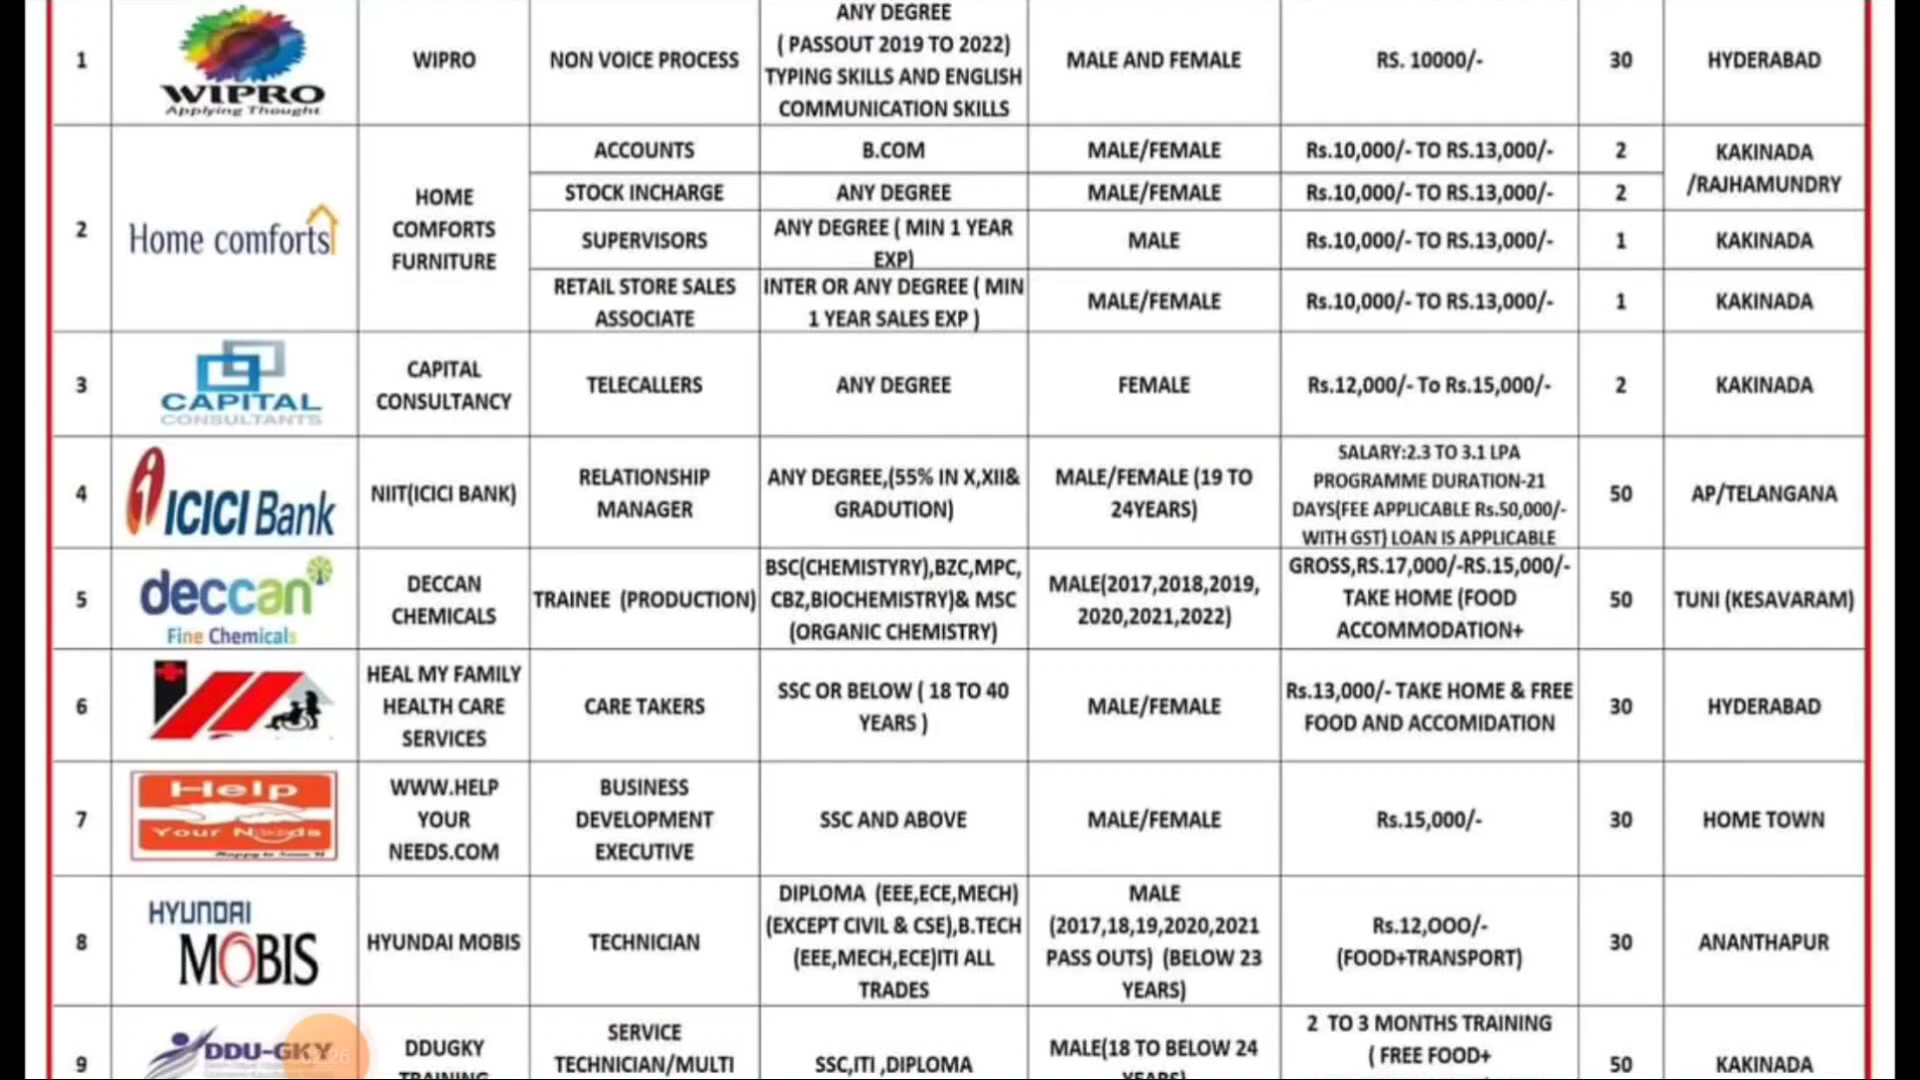 1
WIPRO
Applying Thought
WIPRO
NON VOICE PROCESS
ANY DEGREE
( PASSOUT 2019 TO 2022)
TYPING SKILLS AND ENGLISH
COMMUNICATION SKILLS
MALE AND FEMALE
RS. 10000/-
30
HYDERABAD
2
Home comforts
HOME
COMFORTS
FURNITURE
ACCOUNTS
B.COM
MALE/FEMALE
Rs.10,000/- TO RS.13,000/-
2
KAKINADA
/RAJHAMUNDRY
STOCK INCHARGE
ANY DEGREE
MALE/FEMALE
Rs.10,000/- TO RS.13,000/-
2
SUPERVISORS
ANY DEGREE ( MIN 1 YEAR
EXP)
MALE
Rs.10,000/- TO RS.13,000/-
1
KAKINADA
RETAIL STORE SALES
ASSOCIATE
INTER OR ANY DEGREE ( MIN
1 YEAR SALES EXP )
MALE/FEMALE
Rs.10,000/- TO RS.13,000/-
1
KAKINADA
3
CAPITAL
CONSULTANTS
CAPITAL
CONSULTANCY
TELECALLERS
ANY DEGREE
FEMALE
Rs.12,000/- To Rs.15,000/-
2
KAKINADA
4
ICICI Bank
NIIT(ICICI BANK)
RELATIONSHIP
MANAGER
ANY DEGREE,(55% IN X,XII&
GRADUTION)
MALE/FEMALE (19 TO
24YEARS)
SALARY:2.3 TO 3.1 LPA
PROGRAMME DURATION-21
DAYS(FEE APPLICABLE Rs.50,000/-
WITH GST) LOAN IS APPLICABLE
50
AP/TELANGANA
5
deccan
Fine Chemicals
DECCAN
CHEMICALS
TRAINEE (PRODUCTION)
BSC(CHEMISTYRY),BZC,MPC,
CBZ,BIOCHEMISTRY)& MSC
(ORGANIC CHEMISTRY)
MALE(2017,2018,2019,
2020,2021,2022)
GROSS,RS.17,000/-RS.15,000/-
TAKE HOME (FOOD
ACCOMMODATION+
50
TUNI (KESAVARAM)
6
HEAL MY FAMILY
HEALTH CARE
SERVICES
CARE TAKERS
SSC OR BELOW ( 18 TO 40
YEARS )
MALE/FEMALE
Rs.13,000/- TAKE HOME & FREE
FOOD AND ACCOMIDATION
30
HYDERABAD
7
Help
Your Needs
WWW.HELP
YOUR
NEEDS.COM
BUSINESS
DEVELOPMENT
EXECUTIVE
SSC AND ABOVE
MALE/FEMALE
Rs.15,000/-
30
HOME TOWN
8
HYUNDAI
MOBIS
HYUNDAI MOBIS
TECHNICIAN
DIPLOMA (EEE,ECE,MECH)
(EXCEPT CIVIL & CSE),B.TECH
(EEE,MECH,ECE)ITI ALL
TRADES
MALE
(2017,18,19,2020,2021
PASS OUTS) (BELOW 23
YEARS)
Rs.12,OOO/-
(FOOD+TRANSPORT)
30
ANANTHAPUR
9
DDU-GKY
DDUGKY
TRAINING
SERVICE
TECHNICIAN/MULTI
SSC,ITI ,DIPLOMA
MALE(18 TO BELOW 24
YEARS)
2 TO 3 MONTHS TRAINING
( FREE FOOD+
50
KAKINADA